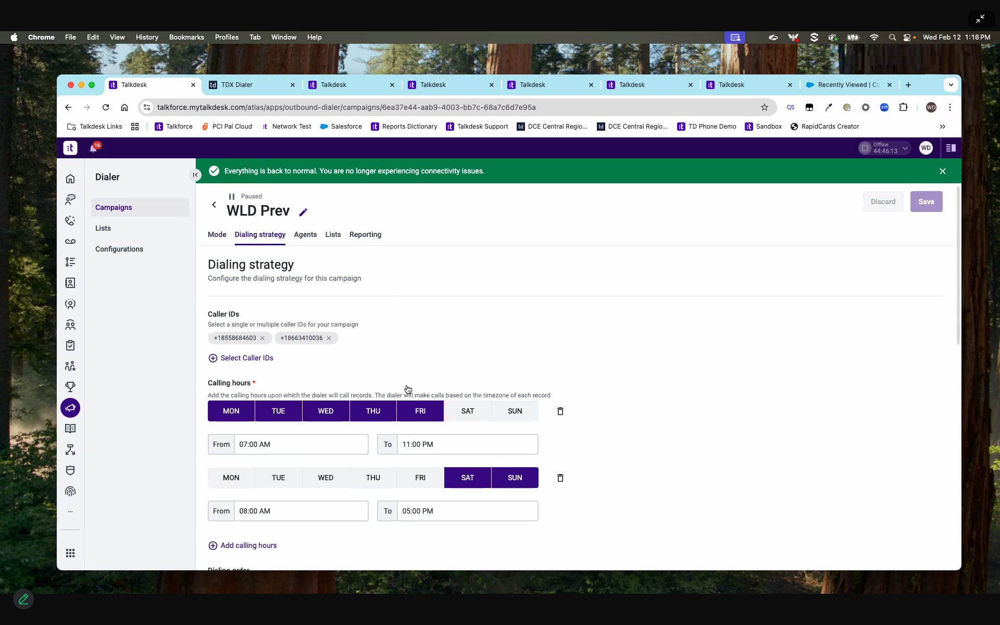 Chrome File Edit View History Bookmarks Profiles Tab Window Help
zm
Wed Feb 12 1:16 PM
Talkdesk
td TDX Dialer
Talkdesk
Talkdesk
Talkdesk
Talkdesk
Talkdesk
Recently Viewed | Cc
talkforce.mytalkdesk.com/atlas/apps/outbound-dialer/campaigns/6ea37e44-aab9-4003-bb7c-68a7c6d7e95a
C/S
zm
WD
Talkdesk Links
Talkforce
PCI Pal Cloud
Network Test
Salesforce
Reports Dictionary
Talkdesk Support
td DCE Central Regio...
td DCE Central Regio...
TD Phone Demo
Sandbox
RapidCards Creator
:t
16
Offline
44:46:13
WD
Dialer
Campaigns
Lists
Configurations
Everything is back to normal. You are no longer experiencing connectivity issues.
Paused
WLD Prev
Discard
Save
Mode Dialing strategy Agents Lists Reporting
Dialing strategy
Configure the dialing strategy for this campaign
Caller IDs
Select a single or multiple caller IDs for your campaign
+18558684603 +18663410036
Select Caller IDs
Calling hours *
Add the calling hours upon which the dialer will call records. The dialer will make calls based on the timezone of each record
MON TUE WED THU FRI SAT SUN
From 07:00 AM To 11:00 PM
MON TUE WED THU FRI SAT SUN
From 08:00 AM To 05:00 PM
Add calling hours
Dialing order